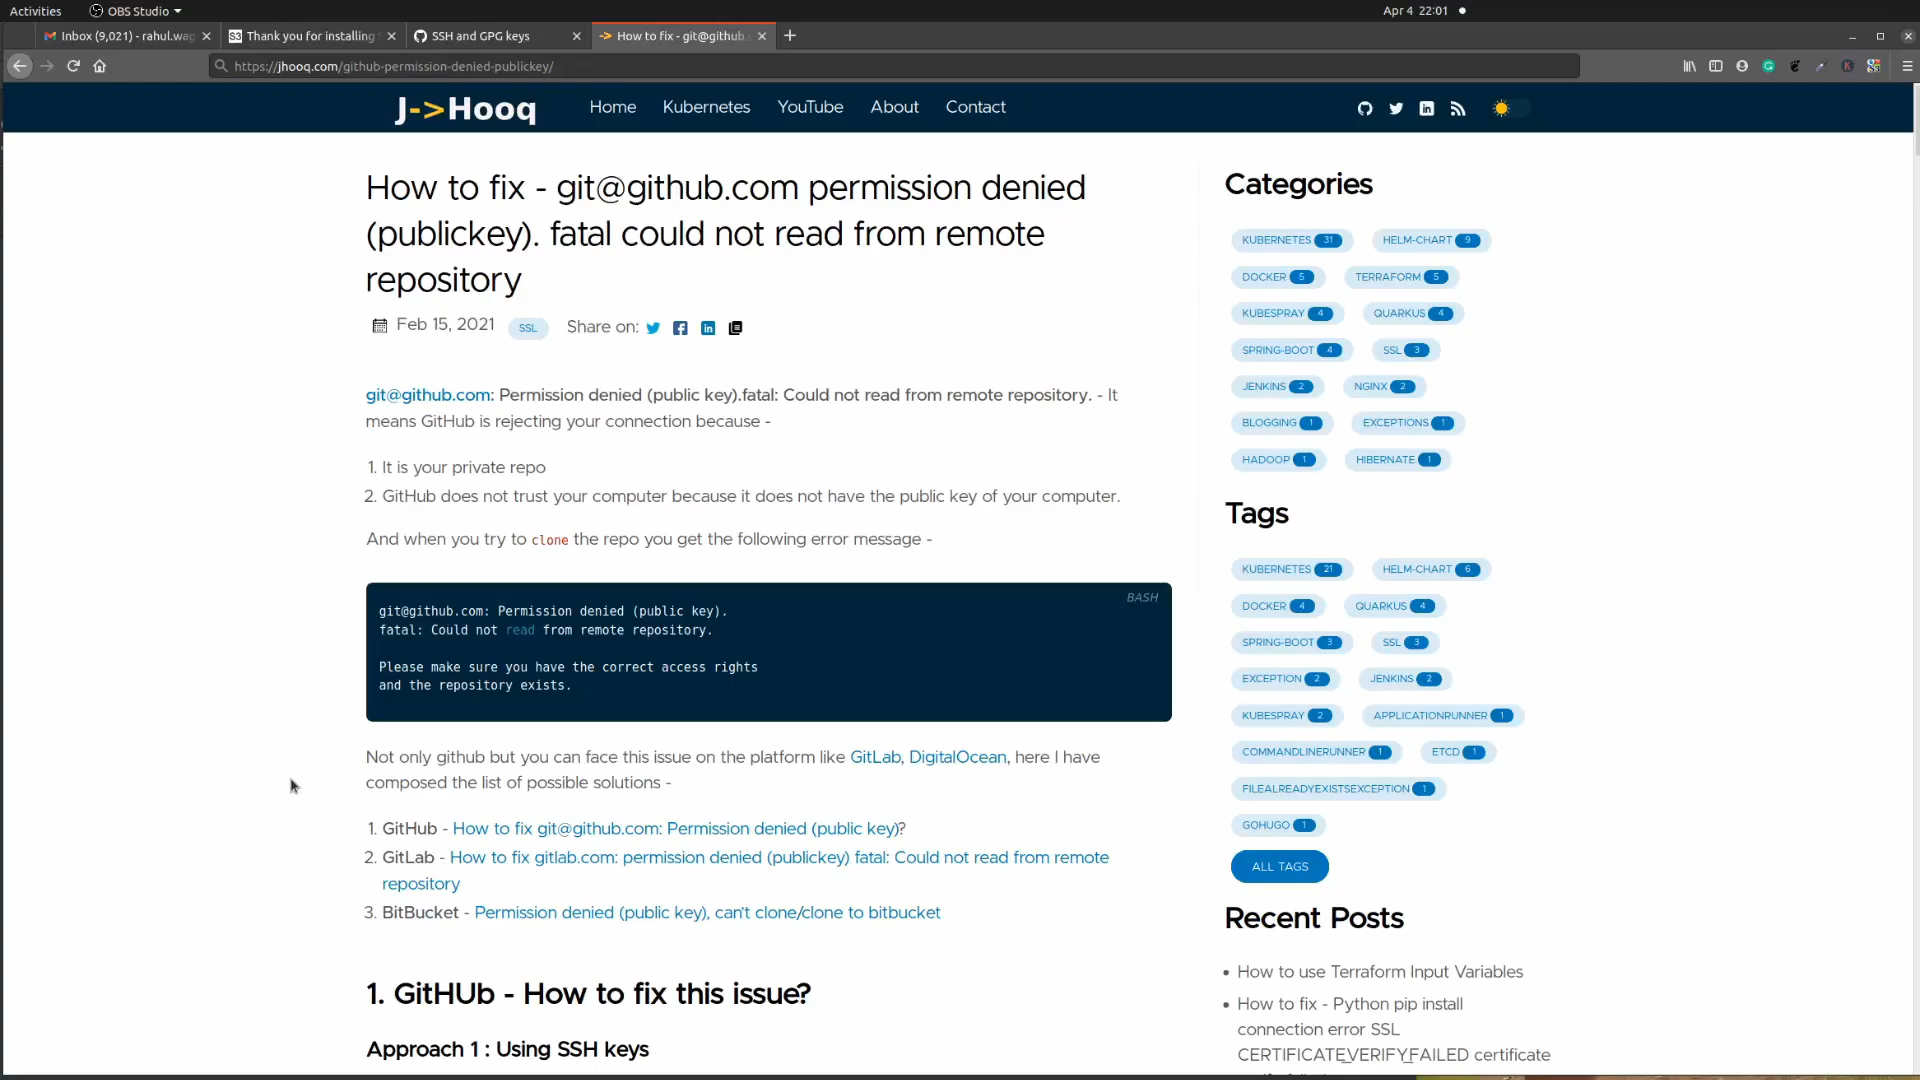 Activities
OBS Studio
Apr 4 22:01
Inbox (9,021) - rahul.wag
S3 Thank you for installing S
SSH and GPG keys
How to fix - git@github.
https://jhooq.com/github-permission-denied-publickey/
J->Hooq
Home
Kubernetes
YouTube
About
Contact
How to fix - git@github.com permission denied
(publickey). fatal could not read from remote
repository
Feb 15, 2021
SSL
Share on:
git@github.com: Permission denied (public key).fatal: Could not read from remote repository. - It
means GitHub is rejecting your connection because -
1. It is your private repo
2. GitHub does not trust your computer because it does not have the public key of your computer.
And when you try to clone the repo you get the following error message -
BASH
git@github.com: Permission denied (public key).
fatal: Could not read from remote repository.
Please make sure you have the correct access rights
and the repository exists.
Not only github but you can face this issue on the platform like GitLab, DigitalOcean, here I have
composed the list of possible solutions -
1. GitHub - How to fix git@github.com: Permission denied (public key)?
2. GitLab - How to fix gitlab.com: permission denied (publickey) fatal: Could not read from remote
repository
3. BitBucket - Permission denied (public key), can't clone/clone to bitbucket
1. GitHUb - How to fix this issue?
Approach 1 : Using SSH keys
Categories
KUBERNETES 31
HELM-CHART 9
DOCKER 5
TERRAFORM 5
KUBESPRAY 4
QUARKUS 4
SPRING-BOOT 4
SSL 3
JENKINS 2
NGINX 2
BLOGGING 1
EXCEPTIONS 1
HADOOP 1
HIBERNATE 1
Tags
KUBERNETES 21
HELM-CHART 6
DOCKER 4
QUARKUS 4
SPRING-BOOT 3
SSL 3
EXCEPTION 2
JENKINS 2
KUBESPRAY 2
APPLICATIONRUNNER 1
COMMANDLINERUNNER 1
ETCD 1
FILEALREADYEXISTSEXCEPTION 1
GOHUGO 1
ALL TAGS
Recent Posts
How to use Terraform Input Variables
How to fix - Python pip install
connection error SSL
CERTIFICATE_VERIFY_FAILED certificate